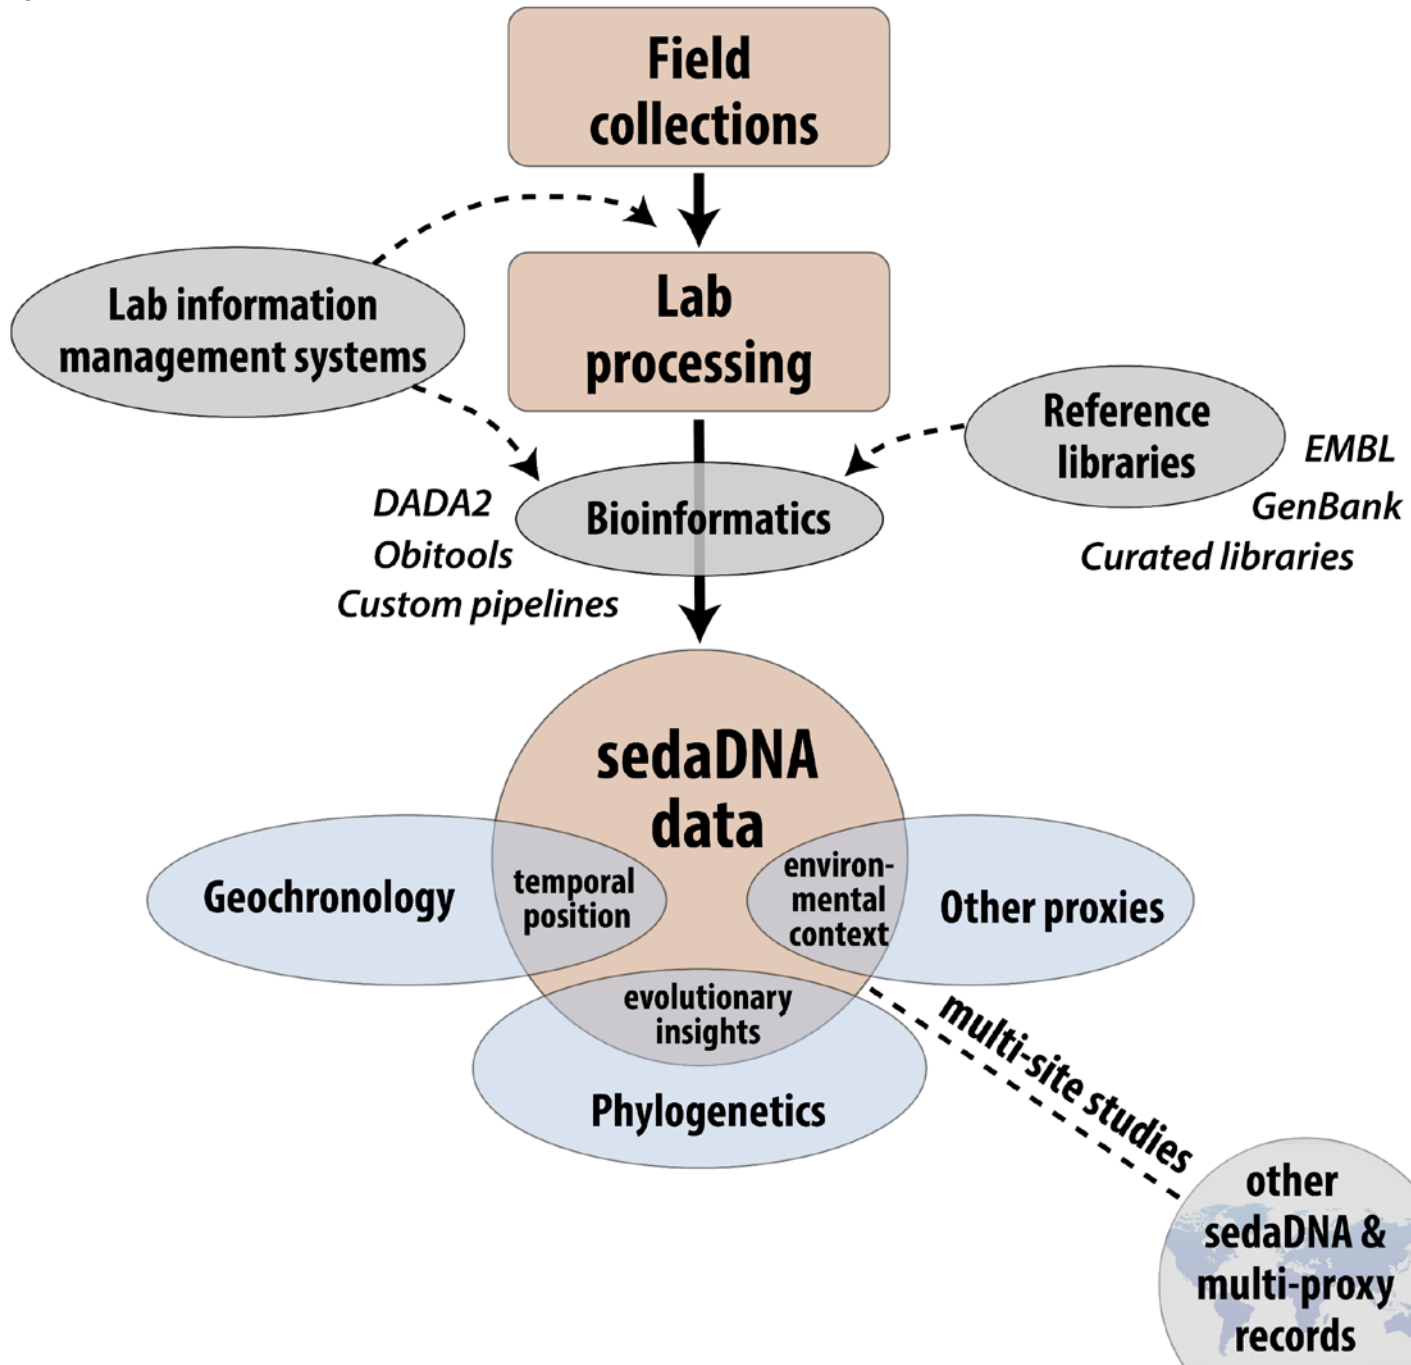 Field
collections
Lab information
management systems
Lab
processing
Reference
libraries
EMBL
GenBank
Curated libraries
DADA2
Obitools
Custom pipelines
Bioinformatics
sedaDNA
data
Geochronology
temporal
position
environ-
mental
context
Other proxies
evolutionary
insights
Phylogenetics
multi-site studies
other
sedaDNA &
multi-proxy
records